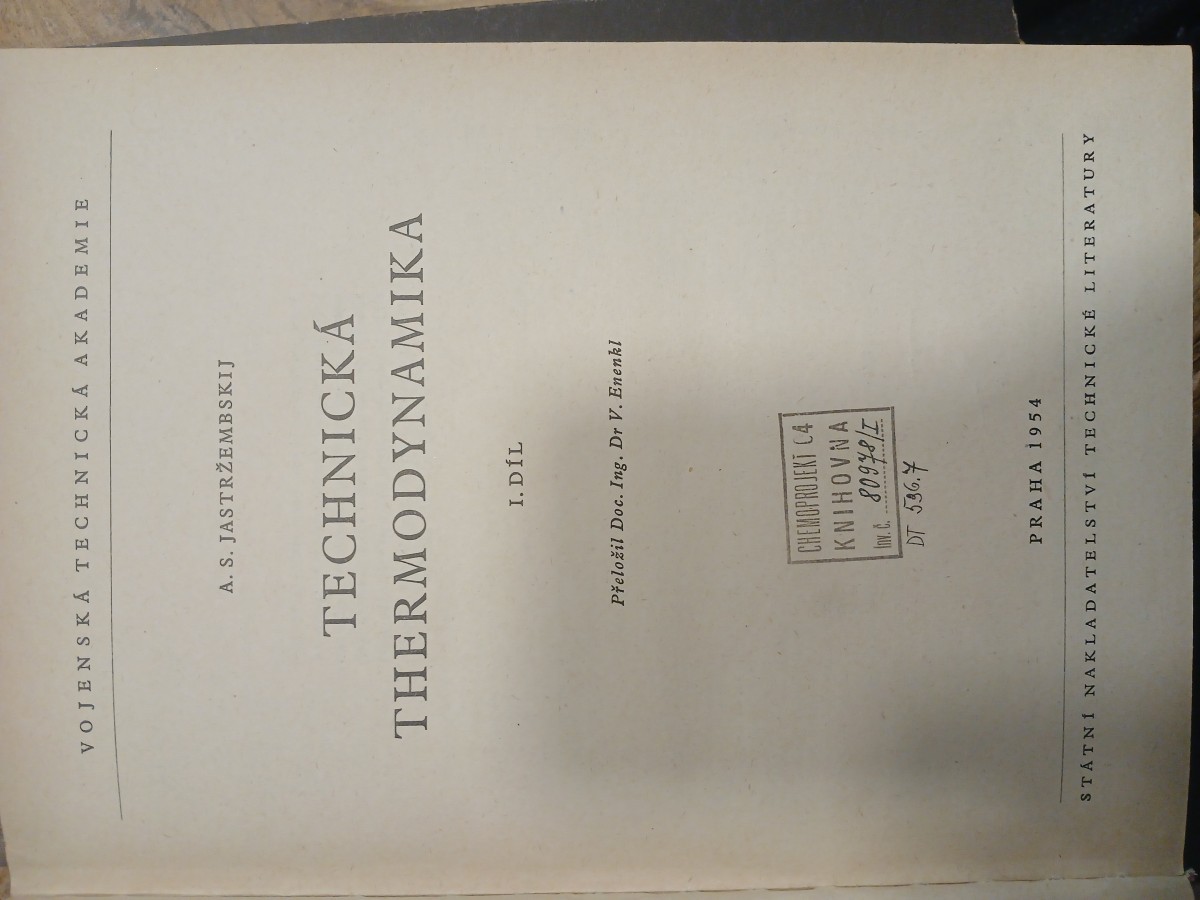 VOJENSKÁ TECHNICKÁ AKADEMIE
A. S. JASTRŽEMBSKIJ
TECHNICKÁ
THERMODYNAMIKA
I. DÍL
Přeložil Doc. Ing. Dr V. Enenkl
CHEMOPROJEKT C4
KNIHOVNA
Inv. č. 80978/I
DT 536.7
PRAHA 1954
STÁTNÍ NAKLADATELSTVÍ TECHNICKÉ LITERATURY